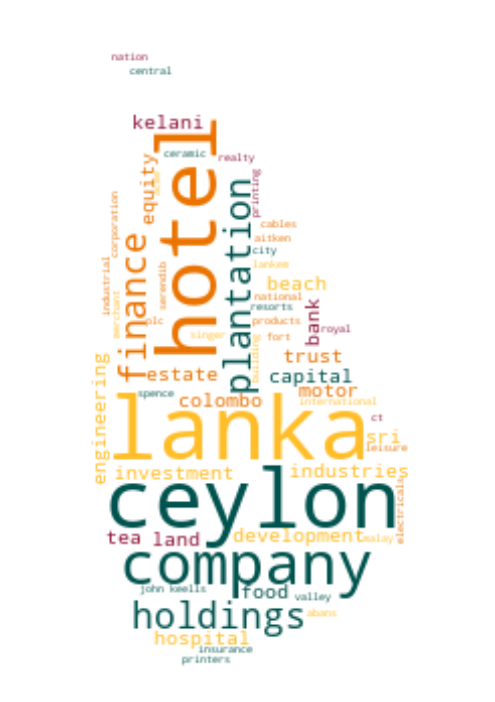 nation
central
kelani
hotel
ceramic
realty
equity
printing
plantation
corporation
industrial
finance
serendib
merchant
plc
cables
aitken
city
lankem
beach
national
resorts
products
bank
royal
singer
fort
building
trust
estate
capital
motor
spence
colombo
international
engineering
lanka
ct
sri
leisure
investment
industries
ceylon
electricals
tea
land
development
malay
company
john keells
food
valley
holdings
abans
hospital
insurance
printers